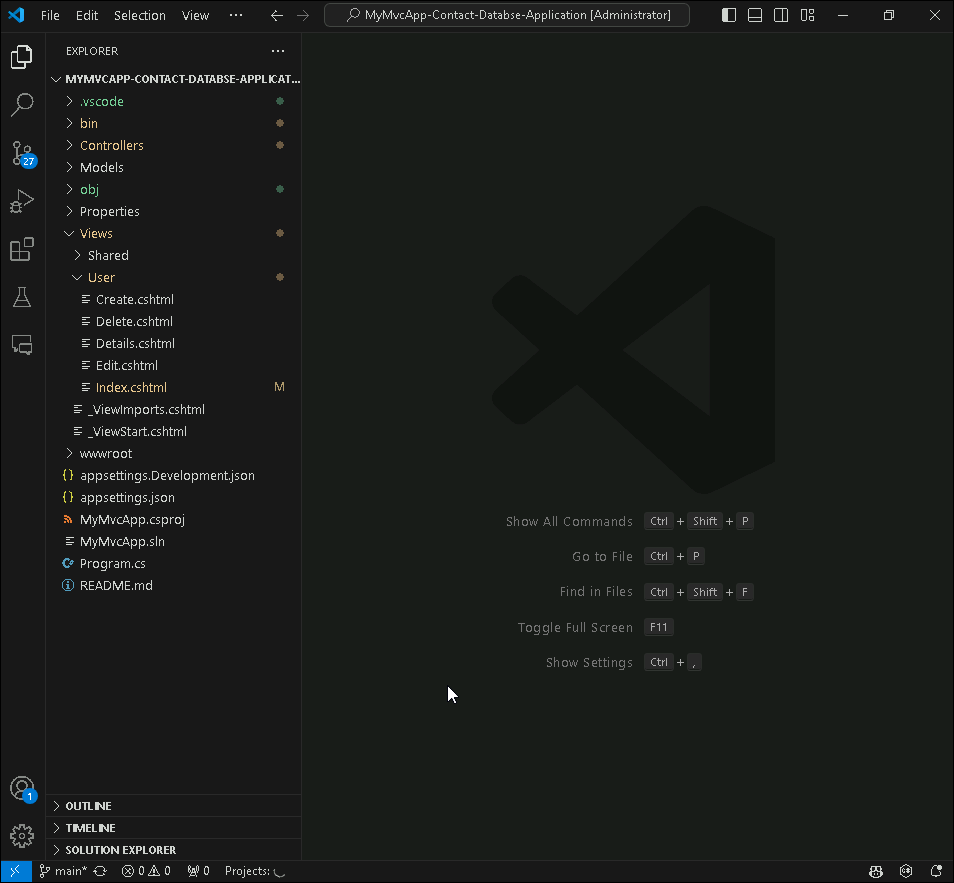 File Edit Selection View ··· MyMvcApp-Contact-Databse-Application [Administrator]
EXPLORER ···
MYMVCAPP-CONTACT-DATABSE-APPLICAT...
.vscode
bin
Controllers
Models
obj
Properties
Views
Shared
User
Create.cshtml
Delete.cshtml
Details.cshtml
Edit.cshtml
Index.cshtml M
_ViewImports.cshtml
_ViewStart.cshtml
wwwroot
{} appsettings.Development.json
{} appsettings.json
MyMvcApp.csproj
MyMvcApp.sln
Program.cs
README.md
27
Show All Commands Ctrl + Shift + P
Go to File Ctrl + P
Find in Files Ctrl + Shift + F
Toggle Full Screen F11
Show Settings Ctrl + ,
1
OUTLINE
TIMELINE
SOLUTION EXPLORER
main* 0 0 0 Projects: